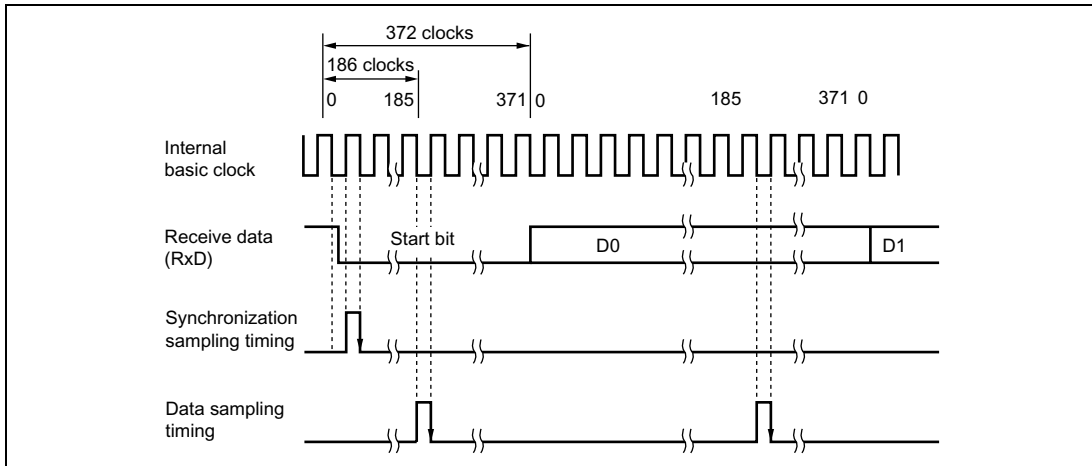 372 clocks
186 clocks
0 185 371 0 185 371 0
Internal
basic clock
Receive data
(RxD)
Start bit
D0
D1
Synchronization
sampling timing
Data sampling
timing